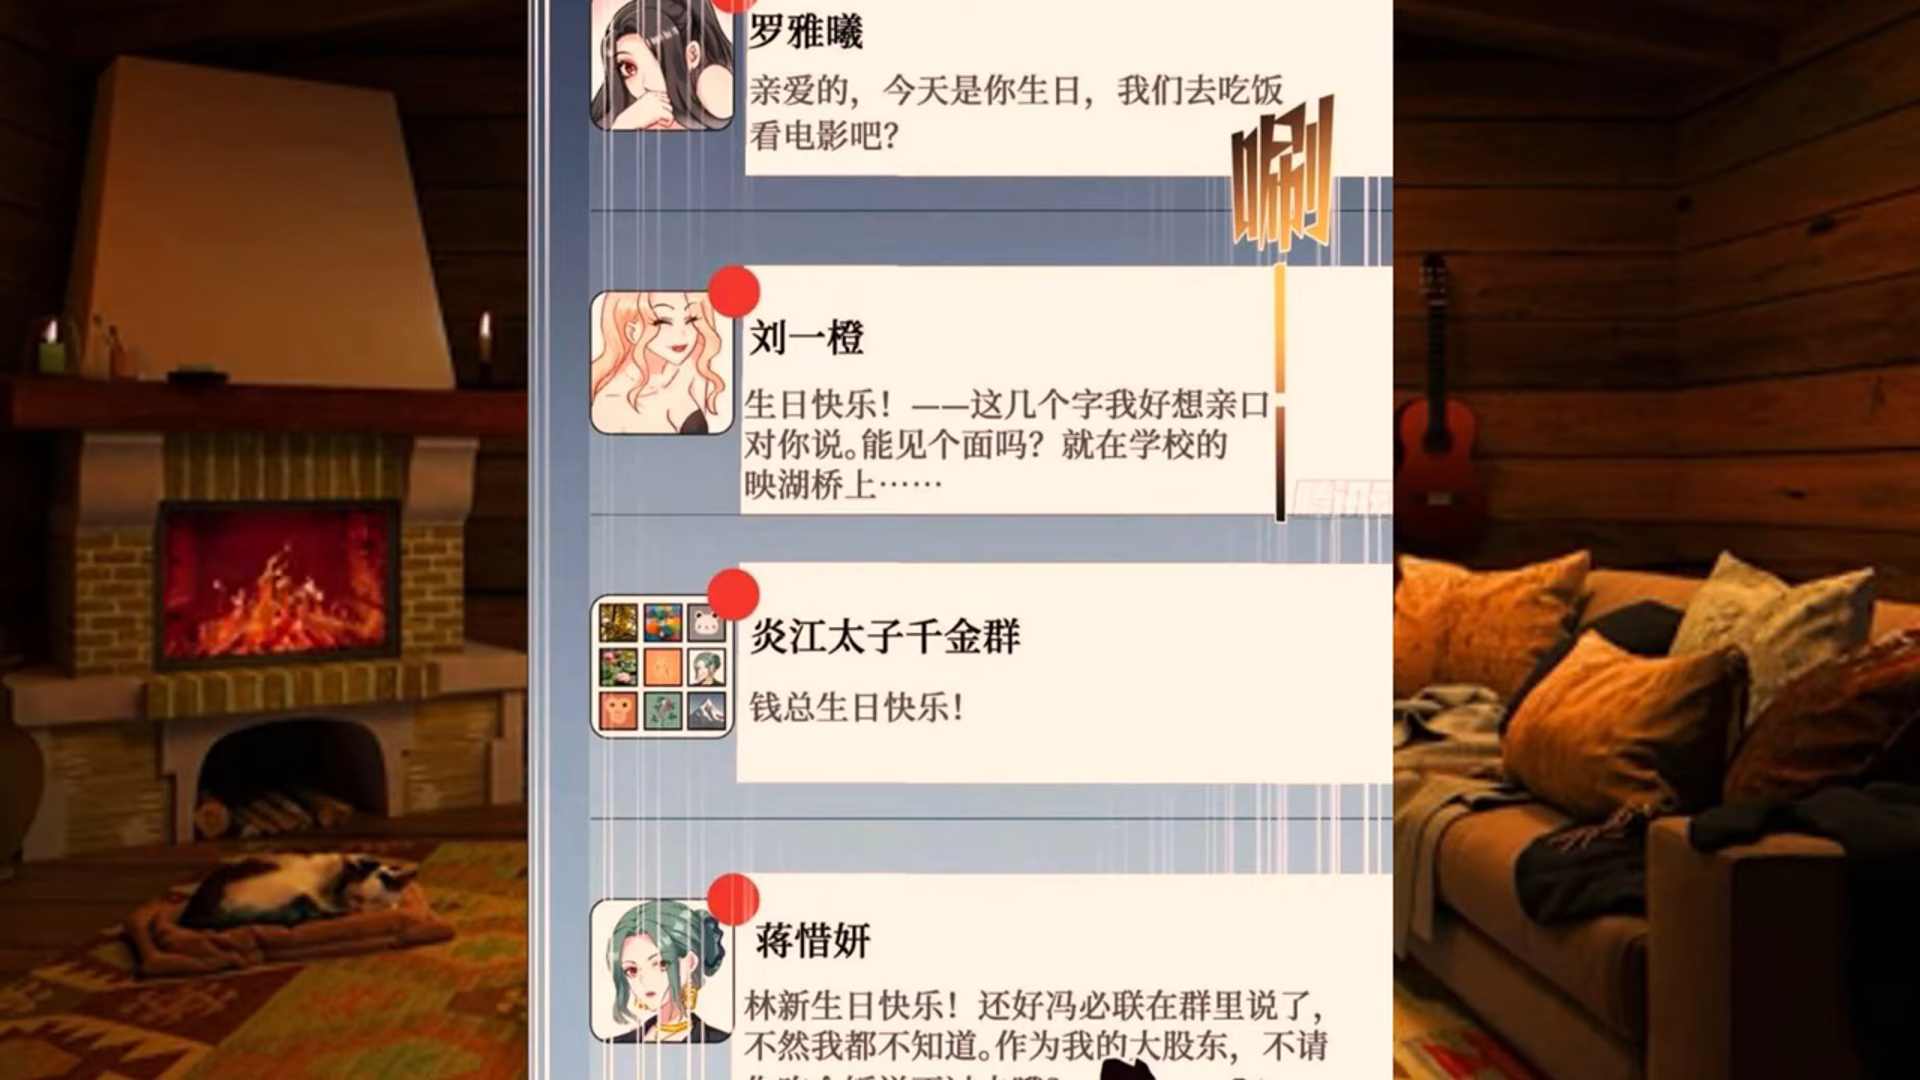 罗雅曦
亲爱的，今天是你生日，我们去吃饭
看电影吧？
唰
刘一橙
生日快乐！——这几个字我好想亲口
对你说。能见个面吗？就在学校的
映湖桥上……
炎江太子千金群
钱总生日快乐！
蒋惜妍
林新生日快乐！还好冯必联在群里说了，
不然我都不知道。作为我的大股东，不请